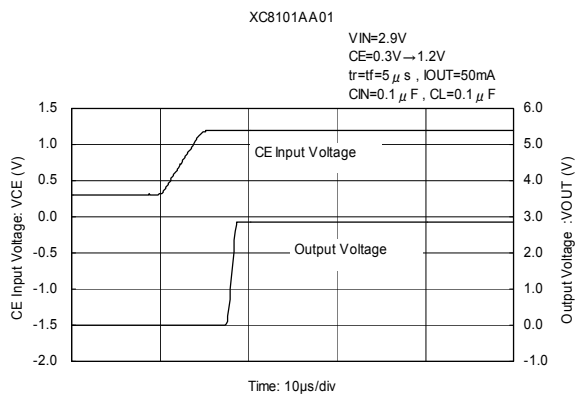 XC8101AA01
VIN=2.9V
CE=0.3V→1.2V
tr=tf=5 μ s , IOUT=50mA
CIN=0.1 μ F , CL=0.1 μ F
CE Input Voltage: VCE (V)
1.5
1.0
0.5
0.0
-0.5
-1.0
-1.5
-2.0
CE Input Voltage
Output Voltage
6.0
5.0
4.0
3.0
2.0
1.0
0.0
-1.0
Output Voltage :VOUT (V)
Time: 10μs/div